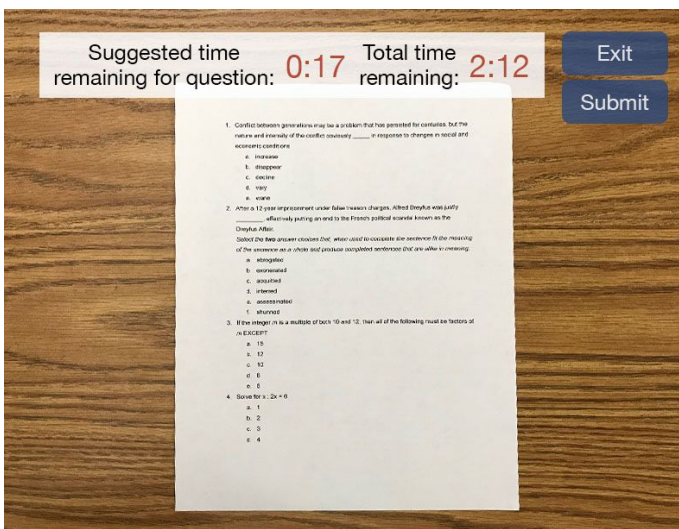 Suggested time
remaining for question: 0:17
Total time
remaining: 2:12
Exit
Submit
1. Conflict between generations may be a problem that has persisted for centuries, but the
nature and intensity of the conflict obviously _____ in response to changes in social and
economic conditions
a. increase
b. disappear
c. decline
d. vary
e. wane
2. After a 12-year imprisonment under false treason charges, Alfred Dreyfus was justly
________, effectively putting an end to the French political scandal known as the
Dreyfus Affair.
Select the two answer choices that, when used to complete the sentence fit the meaning
of the sentence as a whole and produce completed sentences that are alike in meaning.
a. abrogated
b. exonerated
c. acquitted
d. interred
e. assassinated
f. shunned
3. If the integer m is a multiple of both 10 and 12, then all of the following must be factors of
m EXCEPT
a. 15
b. 12
c. 10
d.
e.
4. Solve for x : 2x = 6
a. 1
b. 2
c. 3
d. 4